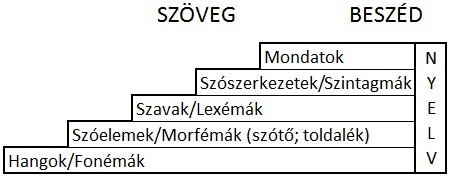 SZÖVEG BESZÉD
Mondatok
Szószerkezetek/Szintagmák
Szavak/Lexémák
Szóelemek/Morfémák (szótő; toldalék)
Hangok/Fonémák
N
Y
E
L
V